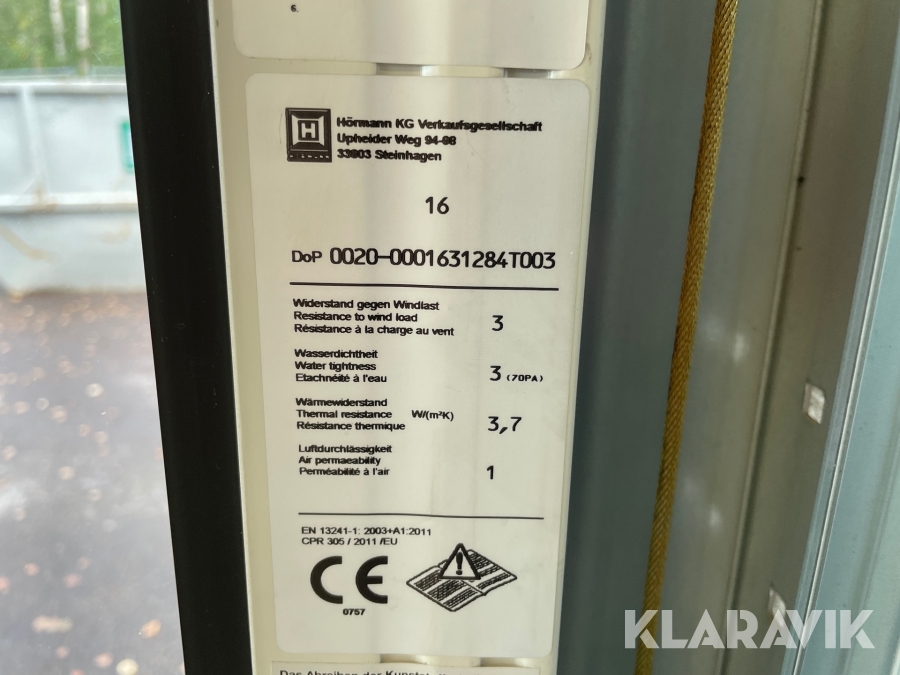 6.
H
Hörmann KG Verkaufsgesellschaft
Upheider Weg 94-98
33803 Steinhagen
16
DoP 0020-0001631284T003
Widerstand gegen Windlast
Resistance to wind load
Résistance à la charge au vent
3
Wasserdichtheit
Water tightness
Etachnéité à l'eau
3 (70PA)
Wärmewiderstand
Thermal resistance W/(m²K)
Résistance thermique
3,7
Luftdurchlässigkeit
Air permaeability
Perméabilité à l'air
1
EN 13241-1: 2003+A1:2011
CPR 305 / 2011 /EU
CE
0757
KLARAVIK
Das Abreiben der